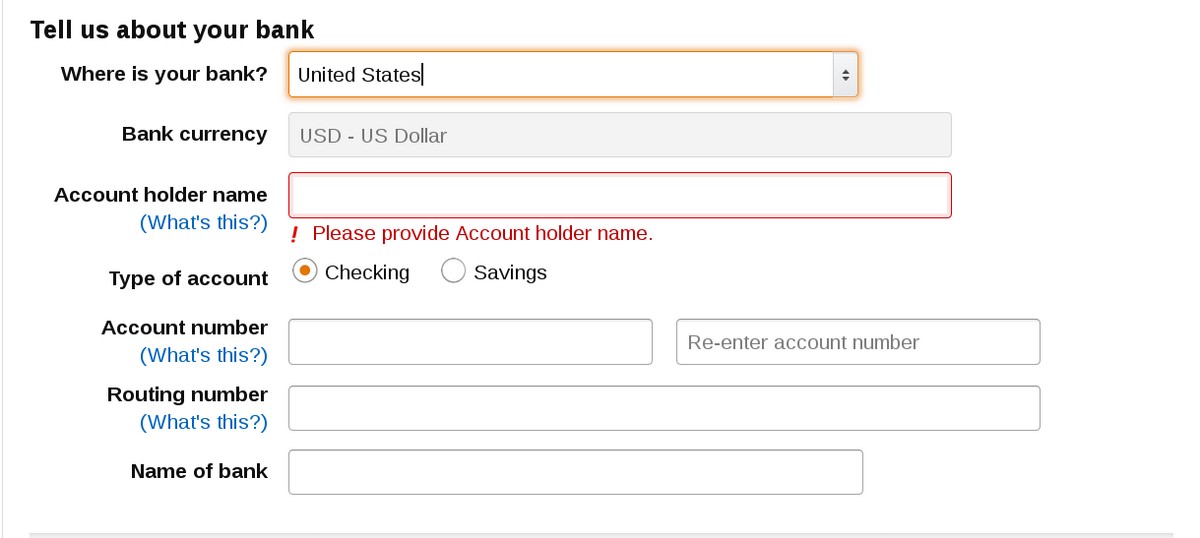 Tell us about your bank
Where is your bank? United States
Bank currency USD - US Dollar
Account holder name
(What's this?)
! Please provide Account holder name.
Type of account Checking Savings
Account number Re-enter account number
(What's this?)
Routing number
(What's this?)
Name of bank